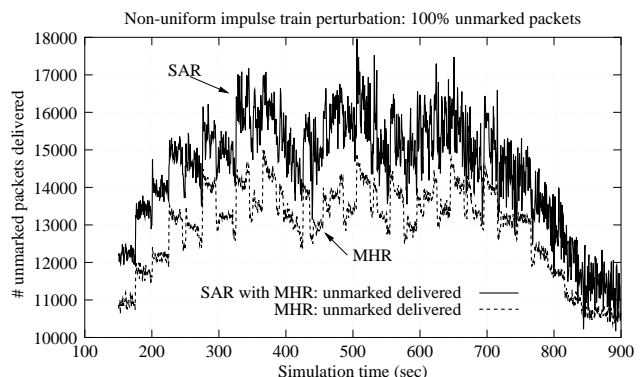 Non-uniform impulse train perturbation: 100% unmarked packets
# unmarked packets delivered
18000
17000
16000
15000
14000
13000
12000
11000
10000
SAR
MHR
SAR with MHR: unmarked delivered
MHR: unmarked delivered
100 200 300 400 500 600 700 800 900
Simulation time (sec)